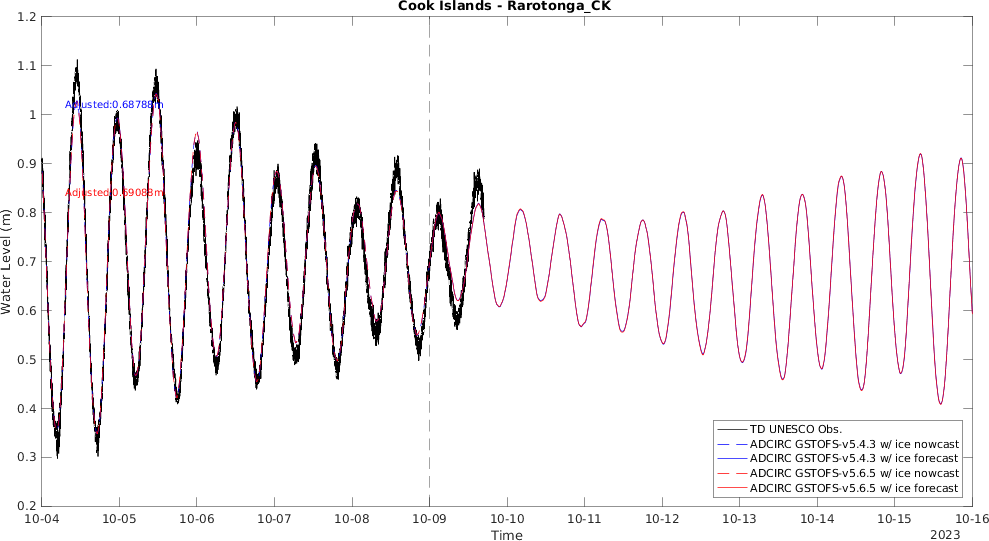 Cook Islands - Rarotonga_CK
1.2
1.1
1
0.9
0.8
0.7
0.6
0.5
0.4
0.3
0.2
Water Level (m)
Adjusted:0.68788m
Adjusted:0.69088m
TD UNESCO Obs.
ADCIRC GSTOFS-v5.4.3 w/ ice nowcast
ADCIRC GSTOFS-v5.4.3 w/ ice forecast
ADCIRC GSTOFS-v5.6.5 w/ ice nowcast
ADCIRC GSTOFS-v5.6.5 w/ ice forecast
10-04 10-05 10-06 10-07 10-08 10-09 10-10 10-11 10-12 10-13 10-14 10-15 10-16
Time
2023